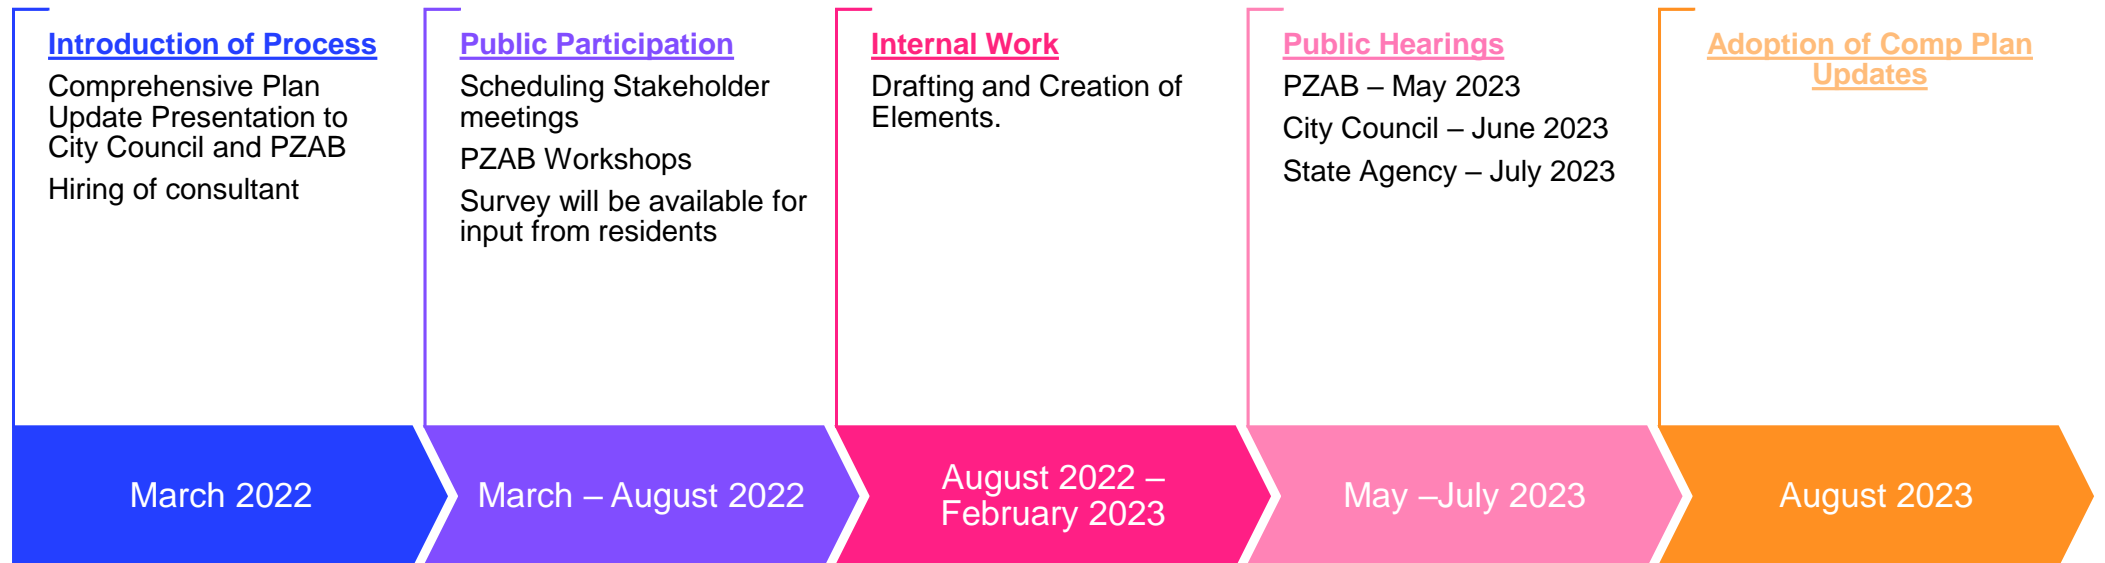 Introduction of Process
Comprehensive Plan
Update Presentation to
City Council and PZAB
Hiring of consultant
Public Participation
Scheduling Stakeholder
meetings
PZAB Workshops
Survey will be available for
input from residents
Internal Work
Drafting and Creation of
Elements.
Public Hearings
PZAB – May 2023
City Council – June 2023
State Agency – July 2023
Adoption of Comp Plan
Updates
March 2022
March – August 2022
August 2022 –
February 2023
May –July 2023
August 2023